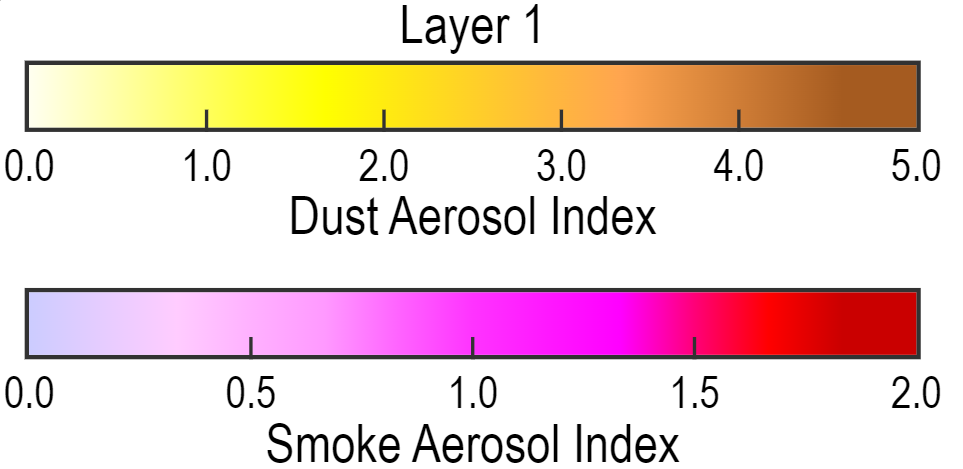 Layer 1
0.0 1.0 2.0 3.0 4.0 5.0
Dust Aerosol Index
0.0 0.5 1.0 1.5 2.0
Smoke Aerosol Index